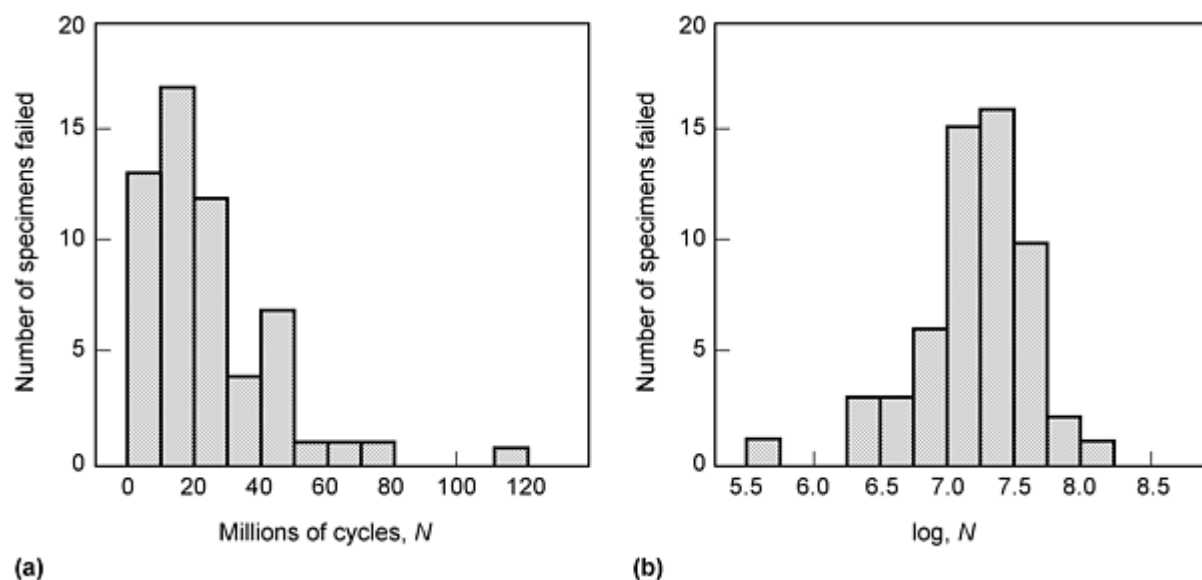 20
15
10
5
0
Number of specimens failed
0 20 40 60 80 100 120
Millions of cycles, N
(a)
20
15
10
5
0
Number of specimens failed
5.5 6.0 6.5 7.0 7.5 8.0 8.5
log, N
(b)